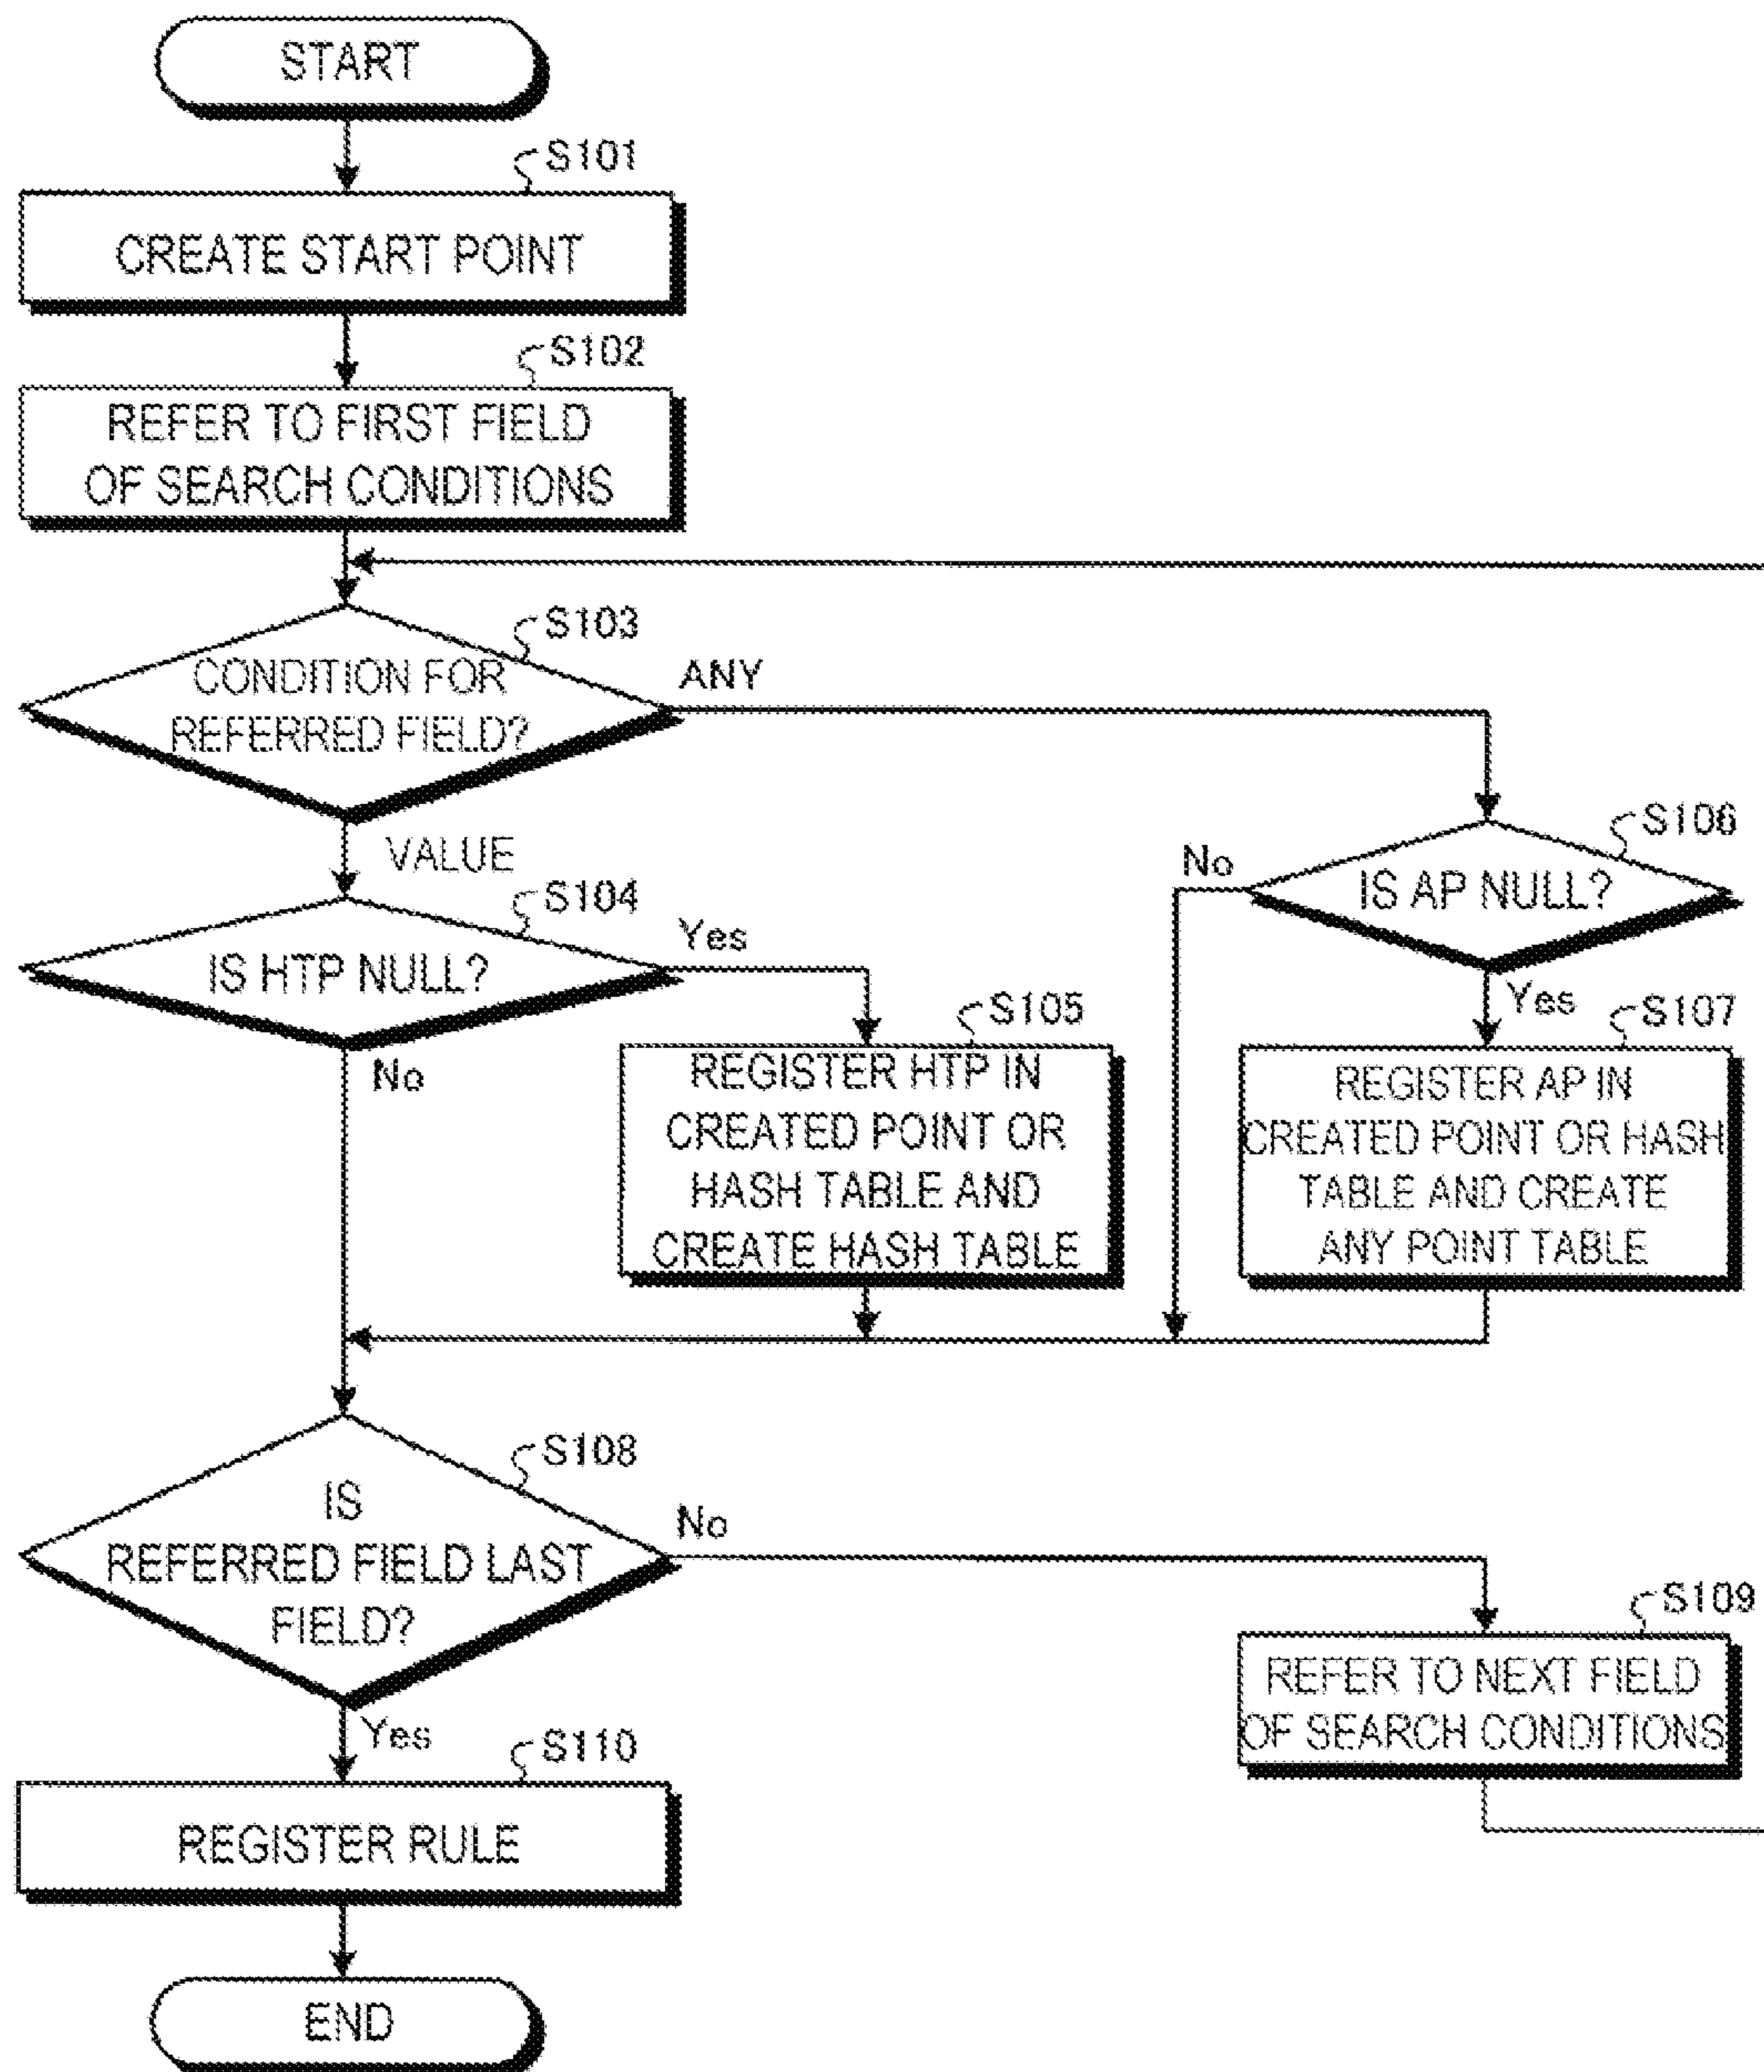 START
S101
CREATE START POINT
S102
REFER TO FIRST FIELD
OF SEARCH CONDITIONS
S103
CONDITION FOR
REFERRED FIELD?
ANY
VALUE
S104
IS HTP NULL?
Yes
No
S105
REGISTER HTP IN
CREATED POINT OR
HASH TABLE AND
CREATE HASH TABLE
S106
IS AP NULL?
No
Yes
S107
REGISTER AP IN
CREATED POINT OR HASH
TABLE AND CREATE
ANY POINT TABLE
S108
IS
REFERRED FIELD LAST
FIELD?
No
Yes
S109
REFER TO NEXT FIELD
OF SEARCH CONDITIONS
S110
REGISTER RULE
END